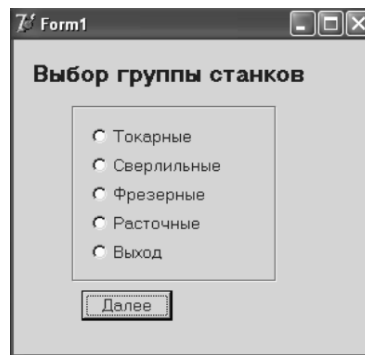 Form1
Выбор группы станков
Токарные
Сверлильные
Фрезерные
Расточные
Выход
Далее